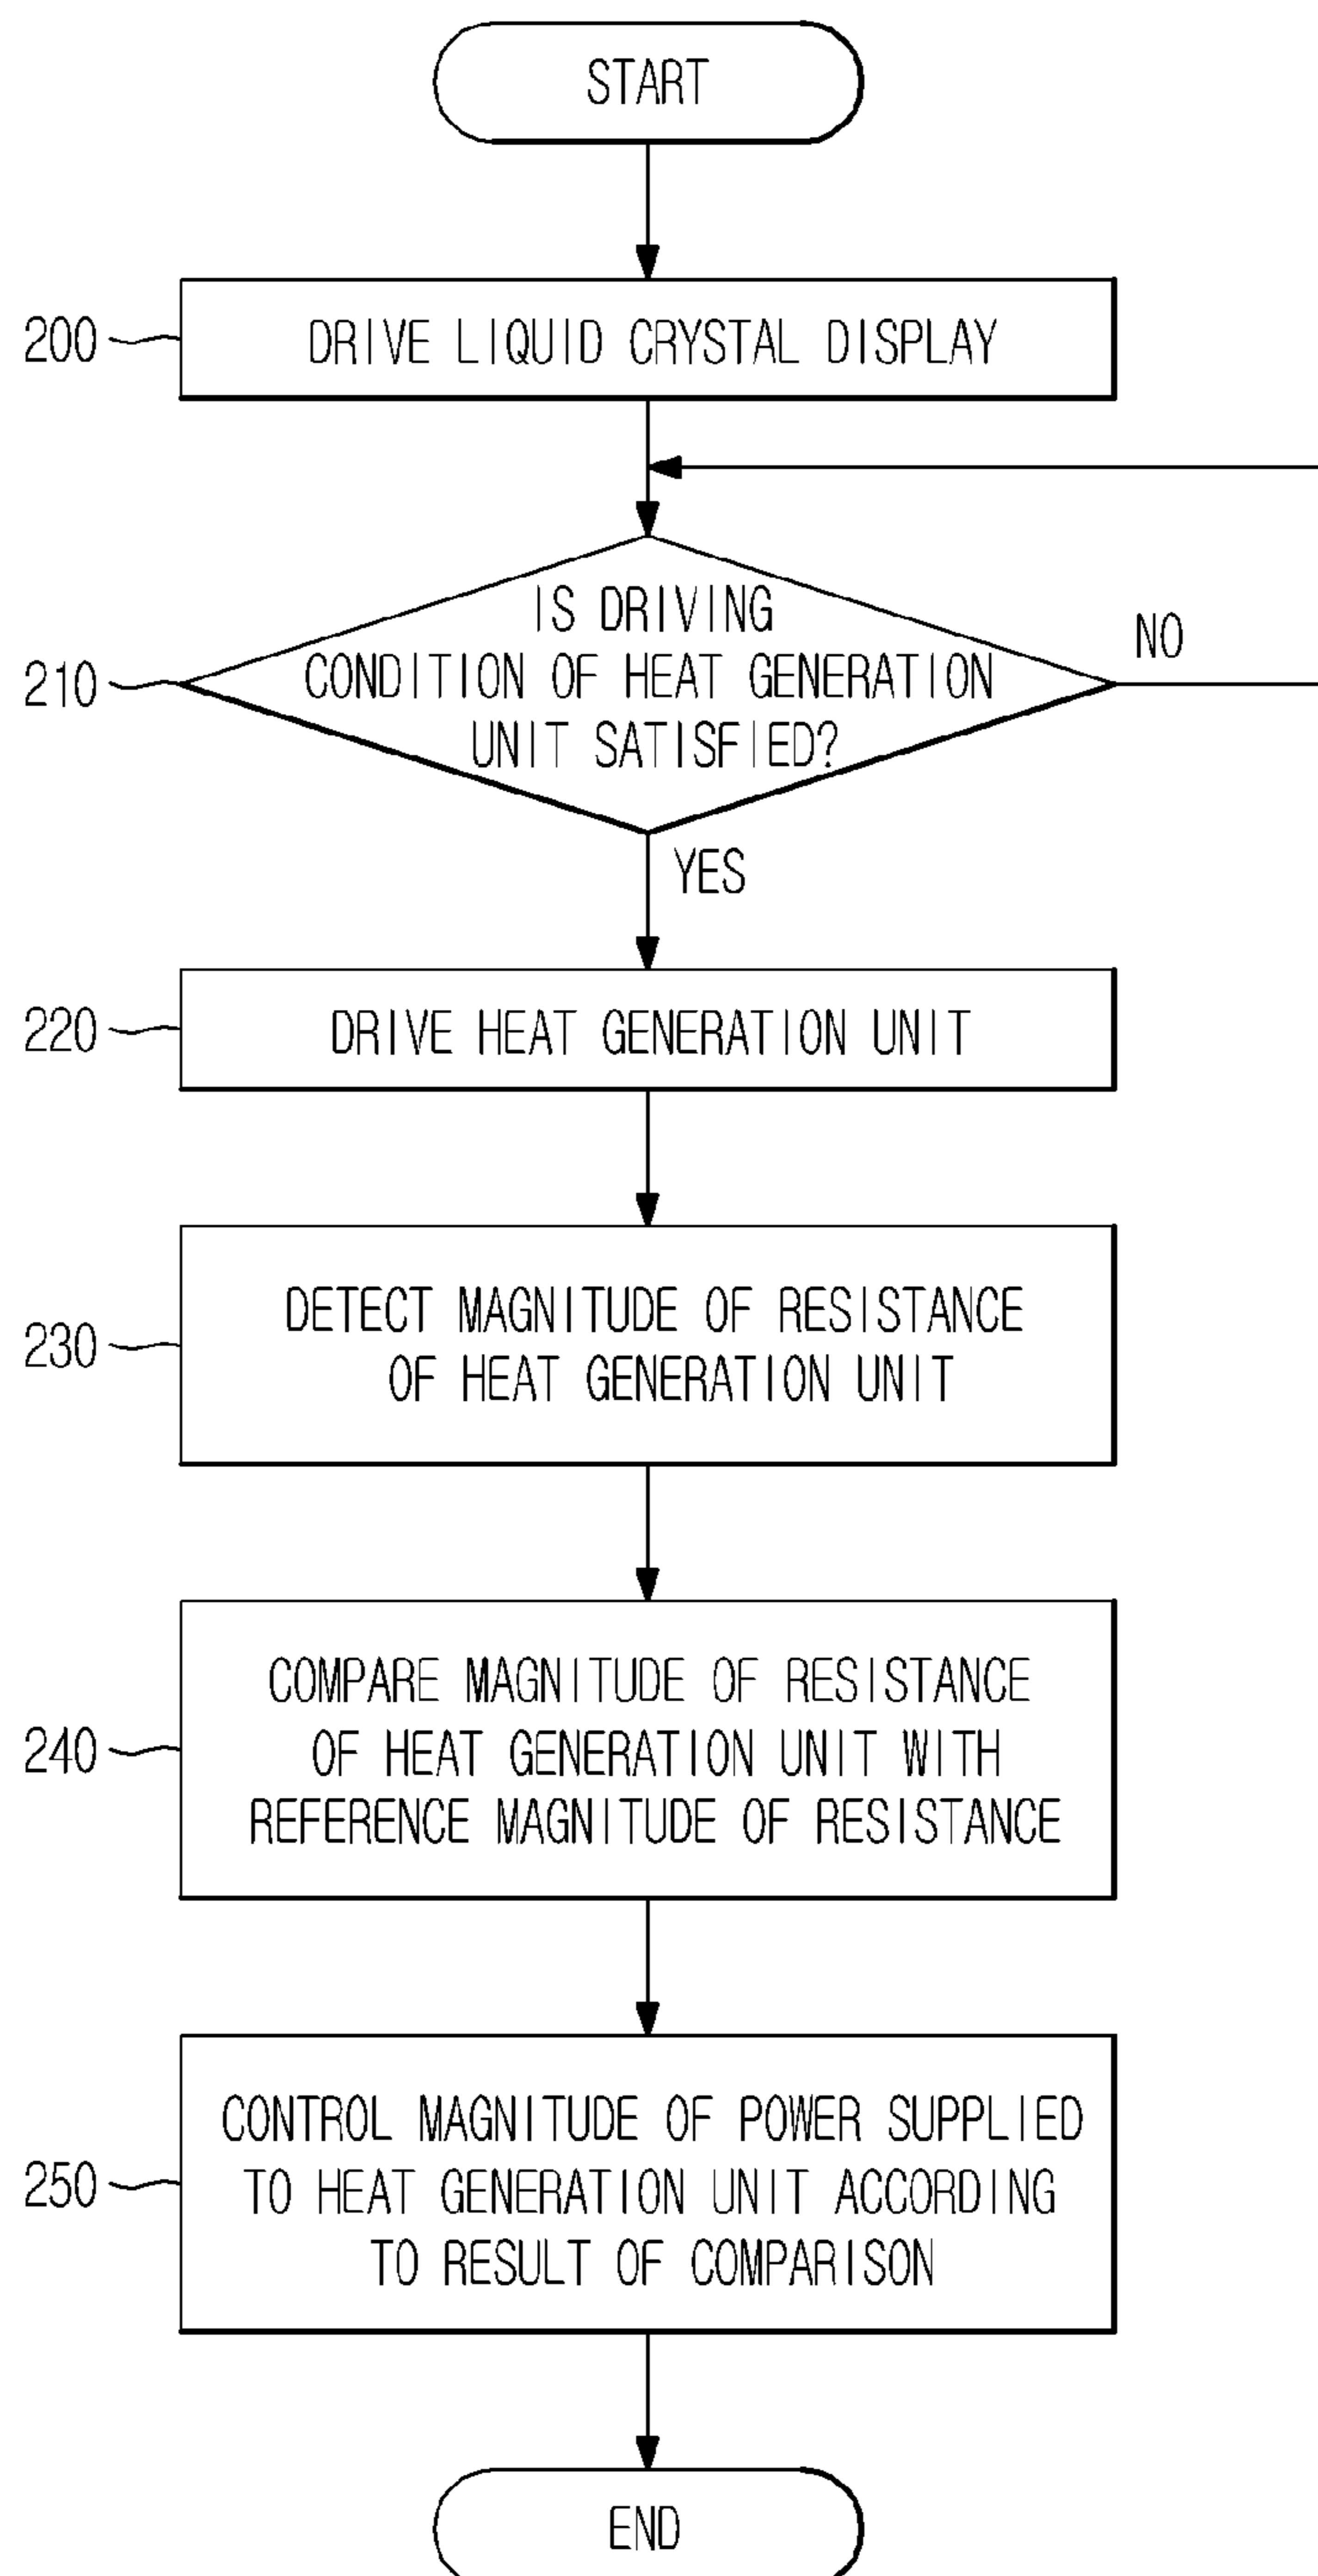 START
200
DRIVE LIQUID CRYSTAL DISPLAY
IS DRIVING
CONDITION OF HEAT GENERATION
UNIT SATISFIED?
210
NO
YES
220
DRIVE HEAT GENERATION UNIT
230
DETECT MAGNITUDE OF RESISTANCE
OF HEAT GENERATION UNIT
240
COMPARE MAGNITUDE OF RESISTANCE
OF HEAT GENERATION UNIT WITH
REFERENCE MAGNITUDE OF RESISTANCE
250
CONTROL MAGNITUDE OF POWER SUPPLIED
TO HEAT GENERATION UNIT ACCORDING
TO RESULT OF COMPARISON
END